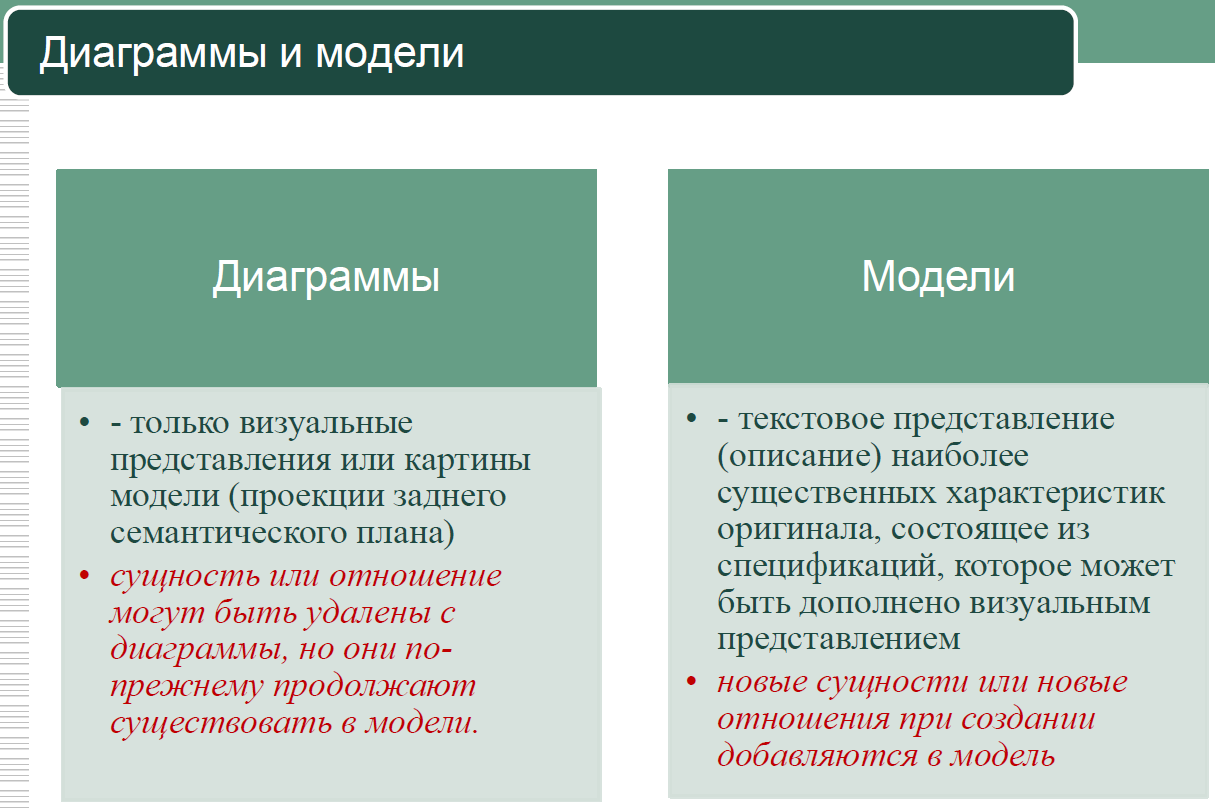 Диаграммы и модели
Диаграммы
• - только визуальные
представления или картины
модели (проекции заднего
семантического плана)
• сущность или отношение
могут быть удалены с
диаграммы, но они по-
прежнему продолжают
существовать в модели.
Модели
• - текстовое представление
(описание) наиболее
существенных характеристик
оригинала, состоящее из
спецификаций, которое может
быть дополнено визуальным
представлением
• новые сущности или новые
отношения при создании
добавляются в модель